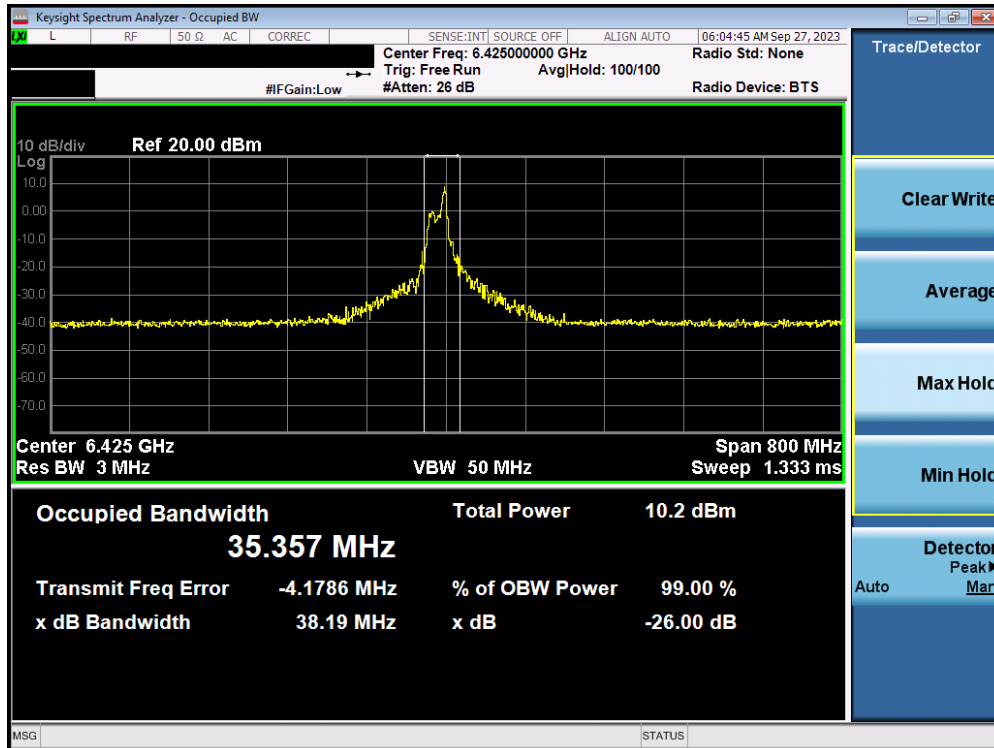 Keysight Spectrum Analyzer - Occupied BW
LXI L RF 50 Ω AC CORREC SENSE:INT SOURCE OFF ALIGN AUTO 06:04:45 AM Sep 27, 2023
Center Freq: 6.425000000 GHz Radio Std: None
Trig: Free Run Avg|Hold: 100/100
#IFGain:Low #Atten: 26 dB Radio Device: BTS
10 dB/div Ref 20.00 dBm
Log
10.0
0.00
-10.0
-20.0
-30.0
-40.0
-50.0
-60.0
-70.0
Center 6.425 GHz Span 800 MHz
Res BW 3 MHz VBW 50 MHz Sweep 1.333 ms
Occupied Bandwidth Total Power 10.2 dBm
35.357 MHz
Transmit Freq Error -4.1786 MHz % of OBW Power 99.00 %
x dB Bandwidth 38.19 MHz x dB -26.00 dB
MSG STATUS
Trace/Detector
Clear Write
Average
Max Hold
Min Hold
Detector
Peak
Auto Man